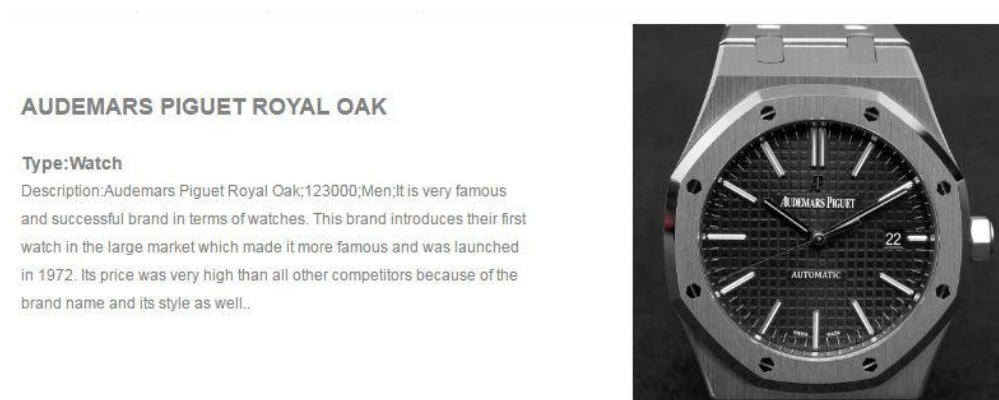 AUDEMARS PIGUET ROYAL OAK
Type:Watch
Description:Audemars Piguet Royal Oak;123000;Men;It is very famous
and successful brand in terms of watches. This brand introduces their first
watch in the large market which made it more famous and was launched
in 1972. Its price was very high than all other competitors because of the
brand name and its style as well..
AP
AUDEMARS PIGUET
22
AUTOMATIC
SWISS MADE